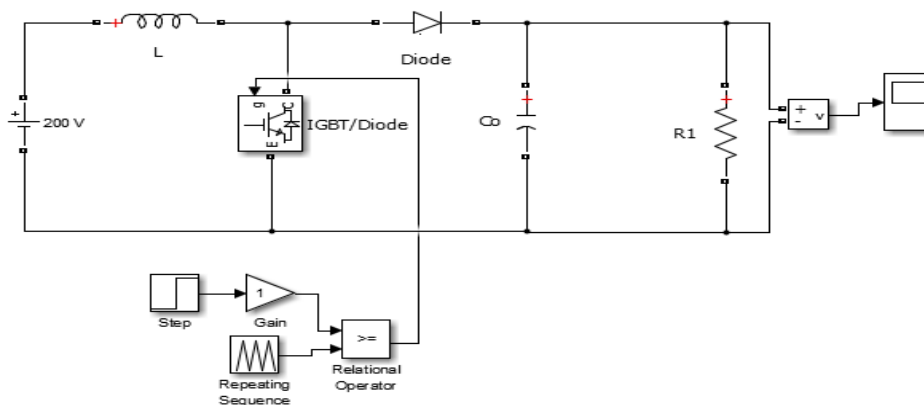 L
Diode
200 V
+
g
C
E
IGBT/Diode
+
Co
+
R1
+
-
v
Step
1
Gain
>=
Repeating
Sequence
Relational
Operator